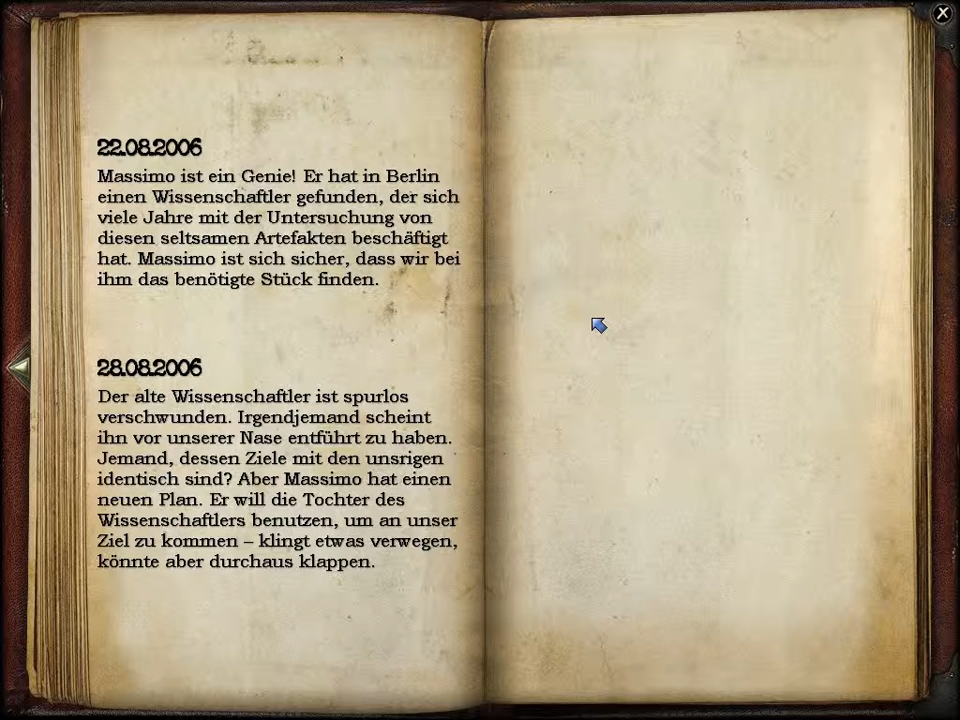 22.08.2006
Massimo ist ein Genie! Er hat in Berlin
einen Wissenschaftler gefunden, der sich
viele Jahre mit der Untersuchung von
diesen seltsamen Artefakten beschäftigt
hat. Massimo ist sich sicher, dass wir bei
ihm das benötigte Stück finden.
28.08.2006
Der alte Wissenschaftler ist spurlos
verschwunden. Irgendjemand scheint
ihn vor unserer Nase entführt zu haben.
Jemand, dessen Ziele mit den unsrigen
identisch sind? Aber Massimo hat einen
neuen Plan. Er will die Tochter des
Wissenschaftlers benutzen, um an unser
Ziel zu kommen – klingt etwas verwegen,
könnte aber durchaus klappen.